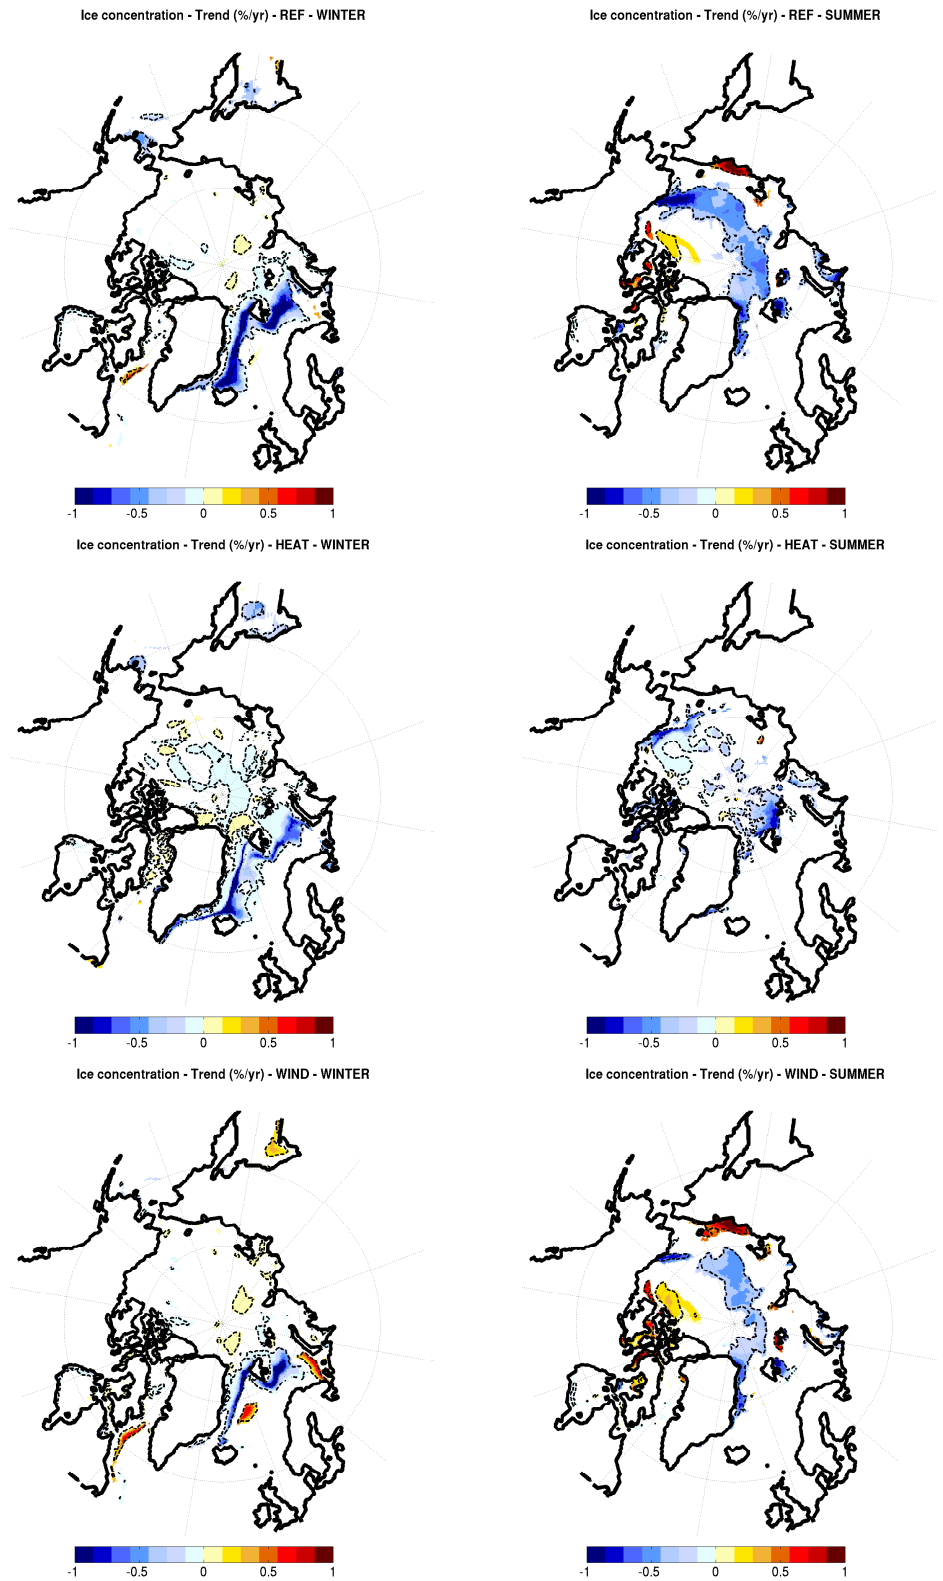 Ice concentration - Trend (%/yr) - REF - WINTER
Ice concentration - Trend (%/yr) - REF - SUMMER
-1 -0.5 0 0.5 1
-1 -0.5 0 0.5 1
Ice concentration - Trend (%/yr) - HEAT - WINTER
Ice concentration - Trend (%/yr) - HEAT - SUMMER
-1 -0.5 0 0.5 1
-1 -0.5 0 0.5 1
Ice concentration - Trend (%/yr) - WIND - WINTER
Ice concentration - Trend (%/yr) - WIND - SUMMER
-1 -0.5 0 0.5 1
-1 -0.5 0 0.5 1